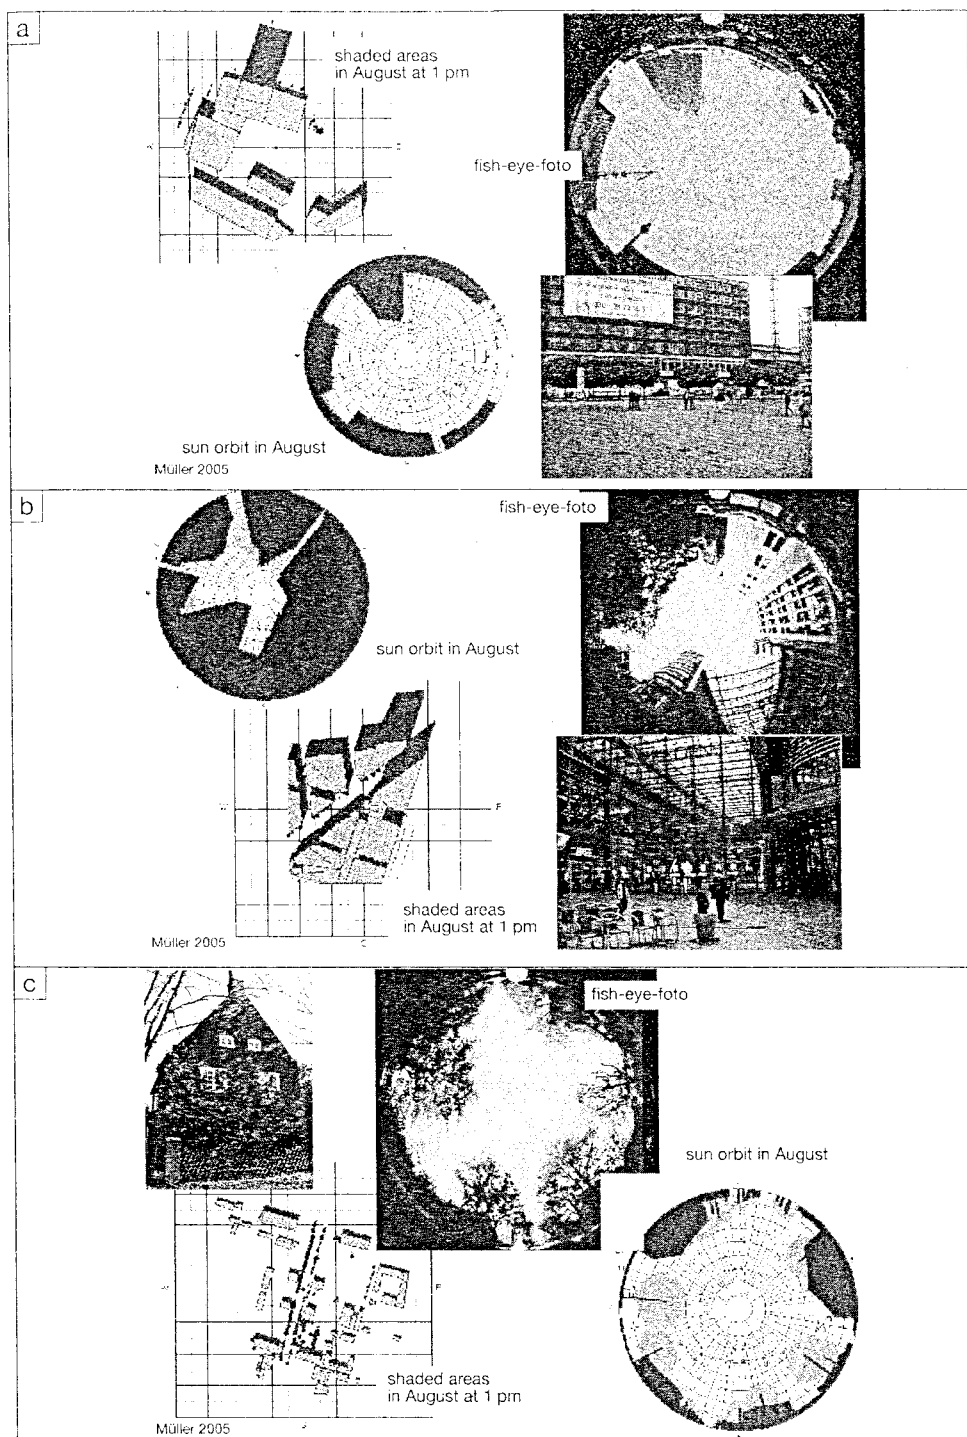 a
shaded areas
in August at 1 pm
fish-eye-foto
sun orbit in August
Müller 2005
b
fish-eye-foto
sun orbit in August
shaded areas
in August at 1 pm
Müller 2005
c
fish-eye-foto
sun orbit in August
shaded areas
in August at 1 pm
Müller 2005